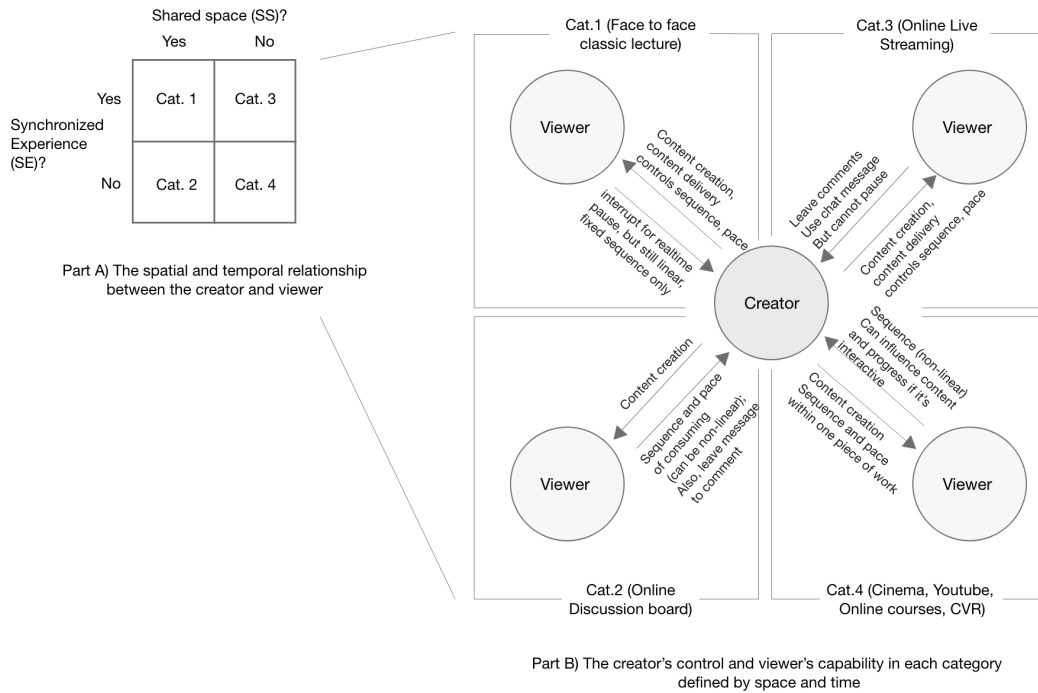 Shared space (SS)?
Yes
No
Yes
Cat. 1
Cat. 3
Synchronized
Experience
(SE)?
No
Cat. 2
Cat. 4
Part A) The spatial and temporal relationship
between the creator and viewer
Cat.1 (Face to face
classic lecture)
Viewer
Content creation,
content delivery
controls sequence, pace
interrupt for realtime
pause, but still linear,
fixed sequence only
Cat.3 (Online Live
Streaming)
Viewer
Leave comments
Use chat message
But cannot pause
Content creation,
content delivery
controls sequence, pace
Creator
Content creation
Sequence and pace
of consuming
(can be non-linear);
Also, leave message
to comment
Viewer
Cat.2 (Online
Discussion board)
Sequence (non-linear)
Can influence content
and progress if it's
interactive
Content creation
Sequence and pace
within one piece of work
Viewer
Cat.4 (Cinema, Youtube,
Online courses, CVR)
Part B) The creator's control and viewer's capability in each category
defined by space and time